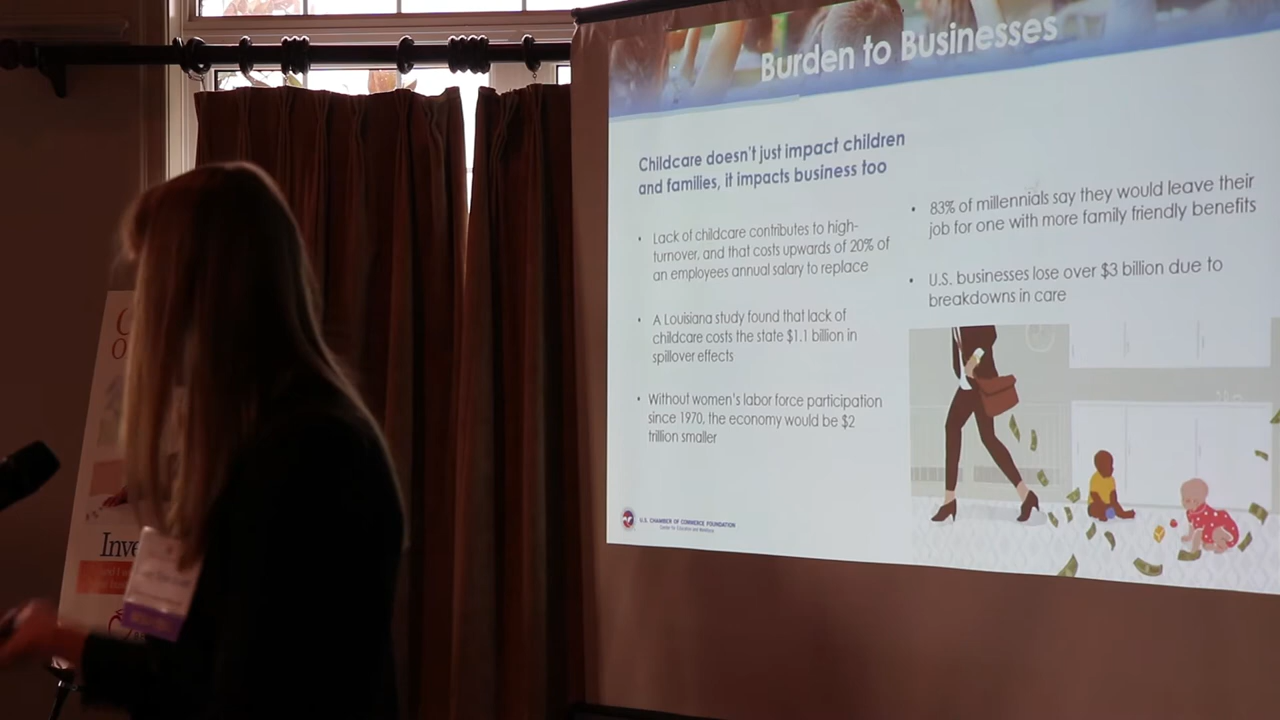 Burden to Businesses
Childcare doesn't just impact children
and families, it impacts business too
• Lack of childcare contributes to high-
turnover, and that costs upwards of 20% of
an employees annual salary to replace
• A Louisiana study found that lack of
childcare costs the state $1.1 billion in
spillover effects
• Without women's labor force participation
since 1970, the economy would be $2
trillion smaller
• 83% of millennials say they would leave their
job for one with more family friendly benefits
• U.S. businesses lose over $3 billion due to
breakdowns in care
U.S. CHAMBER OF COMMERCE FOUNDATION
Center for Education and Workforce
Inve